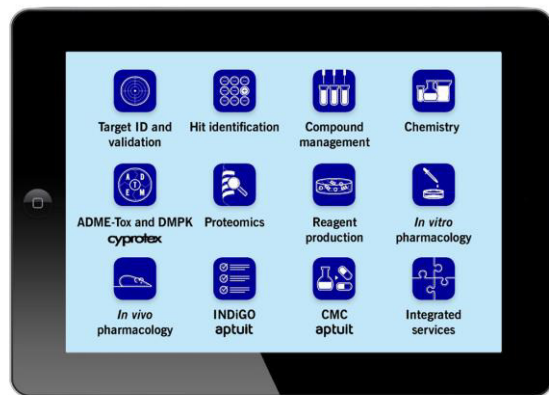 Target ID and
validation
Hit identification
Compound
management
Chemistry
A D T E M
ADME-Tox and DMPK
cyprotex
Proteomics
Reagent
production
In vitro
pharmacology
In vivo
pharmacology
INDiGO
aptuit
CMC
aptuit
Integrated
services